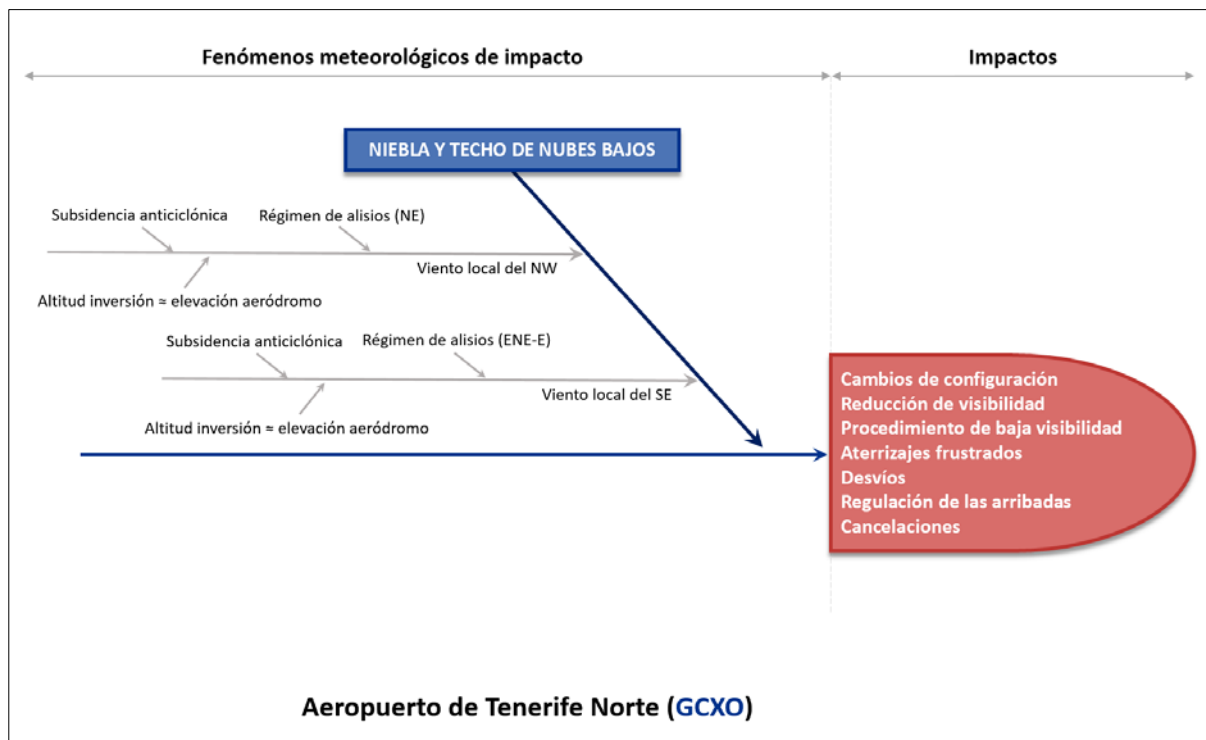 Fenómenos meteorológicos de impacto
Impactos
NIEBLA Y TECHO DE NUBES BAJOS
Subsidencia anticiclónica
Régimen de alisios (NE)
Viento local del NW
Altitud inversión ≈ elevación aeródromo
Subsidencia anticiclónica
Régimen de alisios (ENE-E)
Viento local del SE
Altitud inversión ≈ elevación aeródromo
Cambios de configuración
Reducción de visibilidad
Procedimiento de baja visibilidad
Aterrizajes frustrados
Desvíos
Regulación de las arribadas
Cancelaciones
Aeropuerto de Tenerife Norte (GCXO)